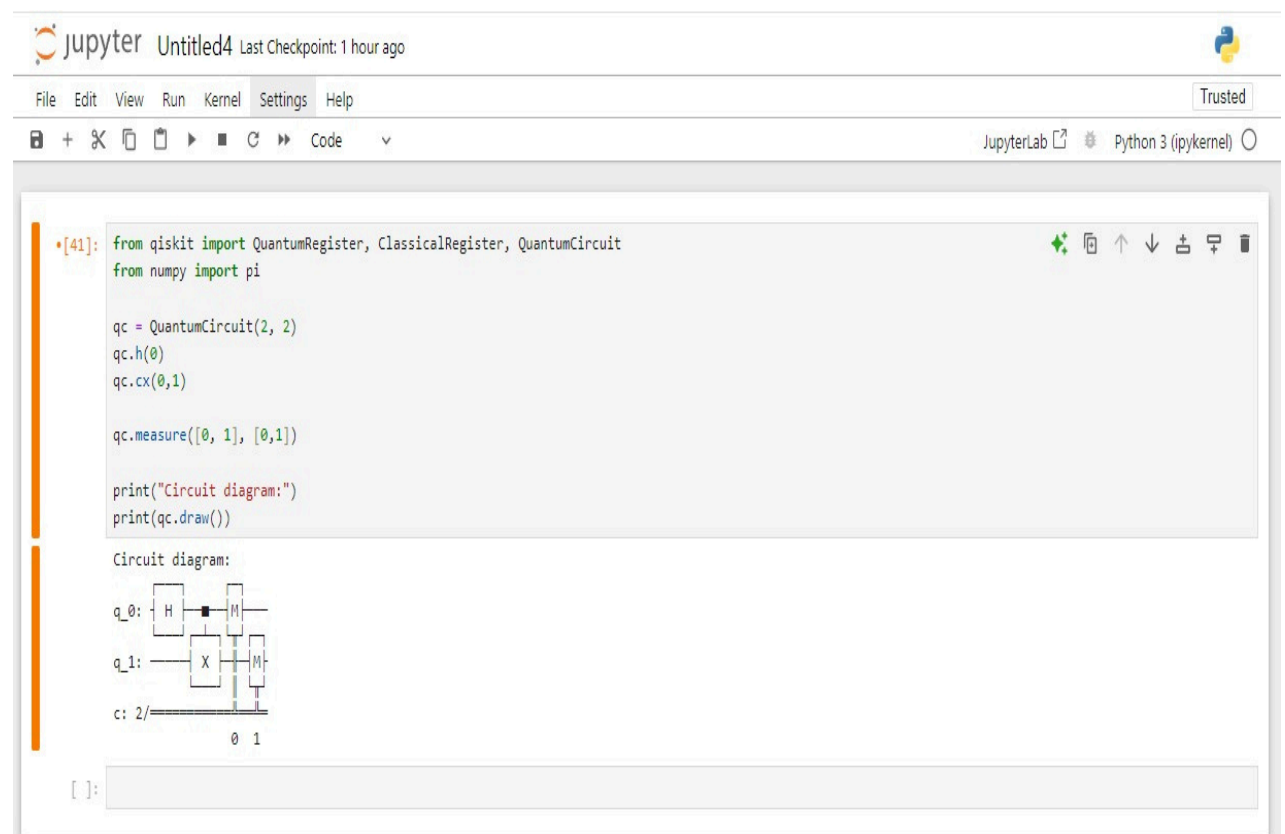 jupyter Untitled4 Last Checkpoint: 1 hour ago
File Edit View Run Kernel Settings Help Trusted
Code JupyterLab Python 3 (ipykernel)
[41]: from qiskit import QuantumRegister, ClassicalRegister, QuantumCircuit
from numpy import pi
qc = QuantumCircuit(2, 2)
qc.h(0)
qc.cx(0,1)
qc.measure([0, 1], [0,1])
print("Circuit diagram:")
print(qc.draw())
Circuit diagram:
q_0: H M
q_1: X M
c: 2/
0 1
[ ]: